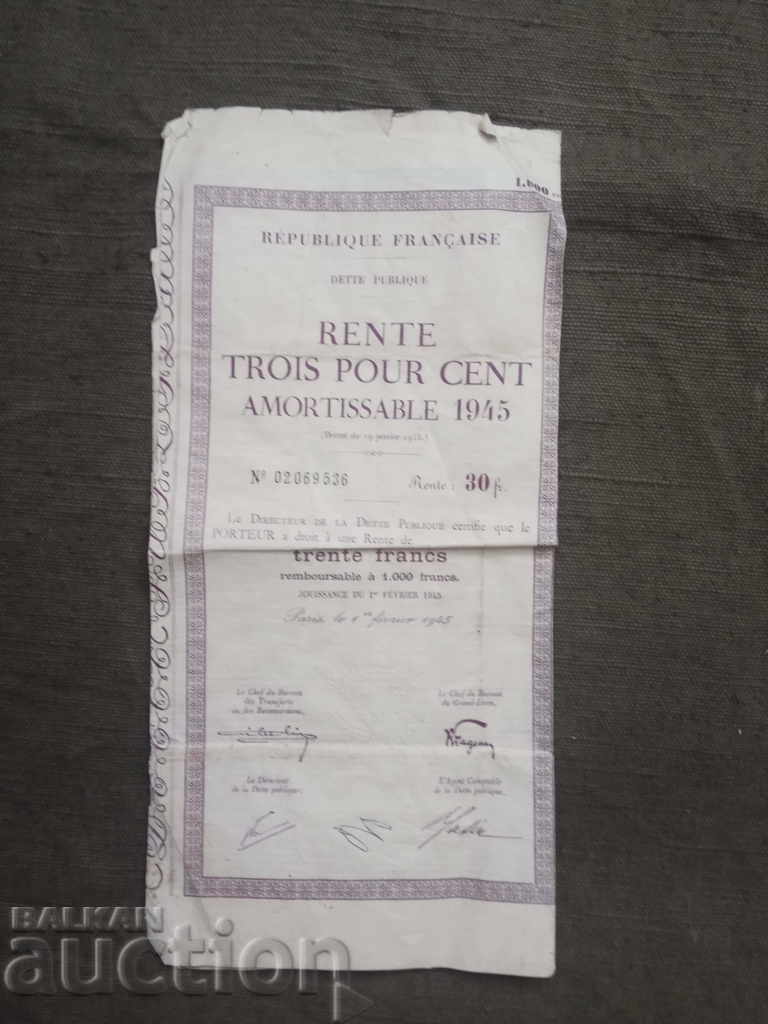 1.000
RÉPUBLIQUE FRANÇAISE
DETTE PUBLIQUE
RENTE
TROIS POUR CENT
AMORTISSABLE 1945
Nº 02069536 Rente : 30 fr.
LE DIRECTEUR DE LA DETTE PUBLIQUE certifie que le
PORTEUR a droit à une Rente de
trente francs
remboursable à 1.000 francs.
JOUISSANCE DU 1er FÉVRIER 1945
Paris, le 1er février 1945
Le Chef du Bureau
des Transferts
Le Chef du Bureau
du Grand-Livre,
Le Directeur
de la Dette publique,
L'Agent Comptable
de la Dette publique,
BALKAN
auction